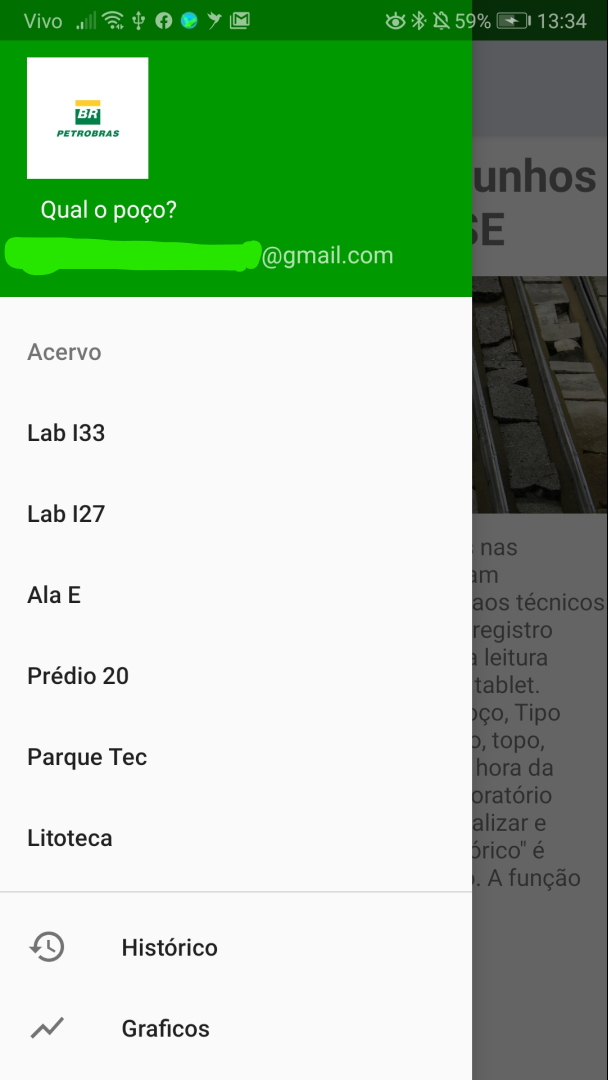 Vivo 59% 13:34
BR
PETROBRAS
Qual o poço?
@gmail.com
Acervo
Lab I33
Lab I27
Ala E
Prédio 20
Parque Tec
Litoteca
Histórico
Graficos
unhos
SE
nas
am
aos técnicos
registro
a leitura
tablet.
oço, Tipo
o, topo,
hora da
oratório
alizar e
órico" é
. A função